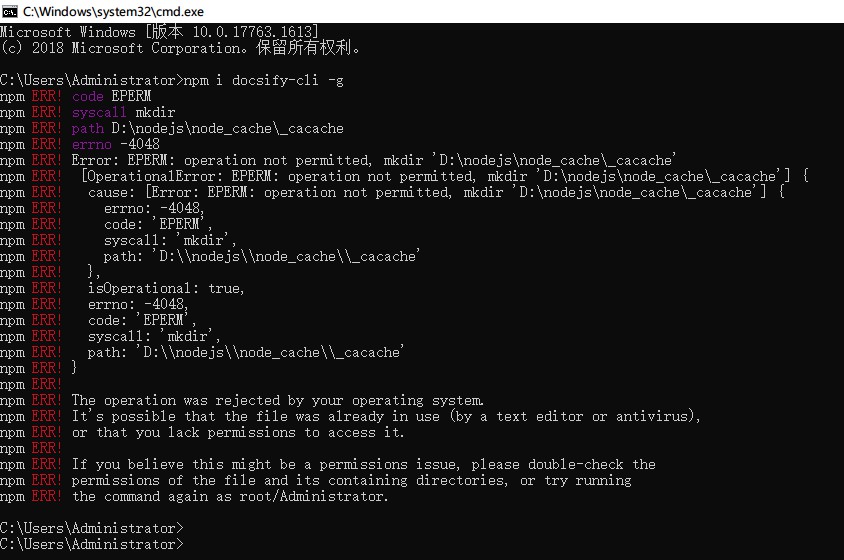 C:\Windows\system32\cmd.exe
Microsoft Windows [版本 10.0.17763.1613]
(c) 2018 Microsoft Corporation。保留所有权利。
C:\Users\Administrator>npm i docsify-cli -g
npm ERR! code EPERM
npm ERR! syscall mkdir
npm ERR! path D:\nodejs\node_cache\_cacache
npm ERR! errno -4048
npm ERR! Error: EPERM: operation not permitted, mkdir 'D:\nodejs\node_cache\_cacache'
npm ERR!  [OperationalError: EPERM: operation not permitted, mkdir 'D:\nodejs\node_cache\_cacache'] {
npm ERR!   cause: [Error: EPERM: operation not permitted, mkdir 'D:\nodejs\node_cache\_cacache'] {
npm ERR!     errno: -4048,
npm ERR!     code: 'EPERM',
npm ERR!     syscall: 'mkdir',
npm ERR!     path: 'D:\\nodejs\\node_cache\\_cacache'
npm ERR!   },
npm ERR!   isOperational: true,
npm ERR!   errno: -4048,
npm ERR!   code: 'EPERM',
npm ERR!   syscall: 'mkdir',
npm ERR!   path: 'D:\\nodejs\\node_cache\\_cacache'
npm ERR! }
npm ERR!
npm ERR! The operation was rejected by your operating system.
npm ERR! It's possible that the file was already in use (by a text editor or antivirus),
npm ERR! or that you lack permissions to access it.
npm ERR!
npm ERR! If you believe this might be a permissions issue, please double-check the
npm ERR! permissions of the file and its containing directories, or try running
npm ERR! the command again as root/Administrator.
C:\Users\Administrator>
C:\Users\Administrator>